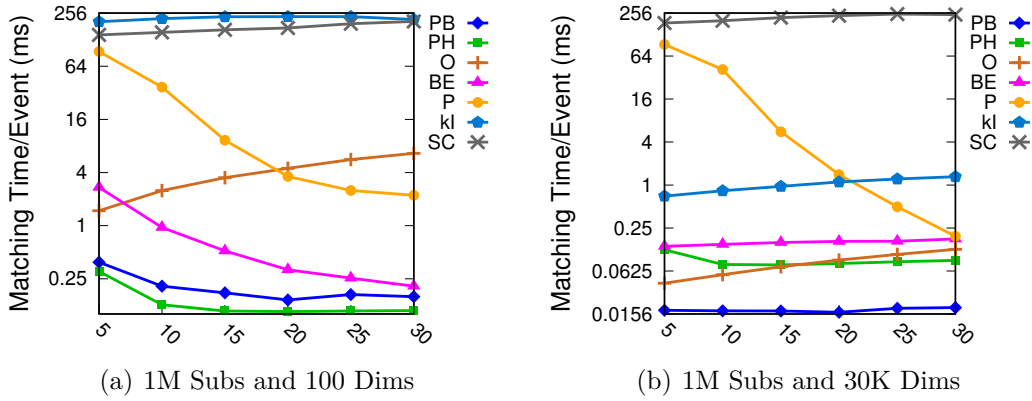 Matching Time/Event (ms)
256
64
16
4
1
0.25
5
10
15
20
25
30
PB
PH
O
BE
P
kI
SC
(a) 1M Subs and 100 Dims
Matching Time/Event (ms)
256
64
16
4
1
0.25
0.0625
0.0156
5
10
15
20
25
30
PB
PH
O
BE
P
kI
SC
(b) 1M Subs and 30K Dims